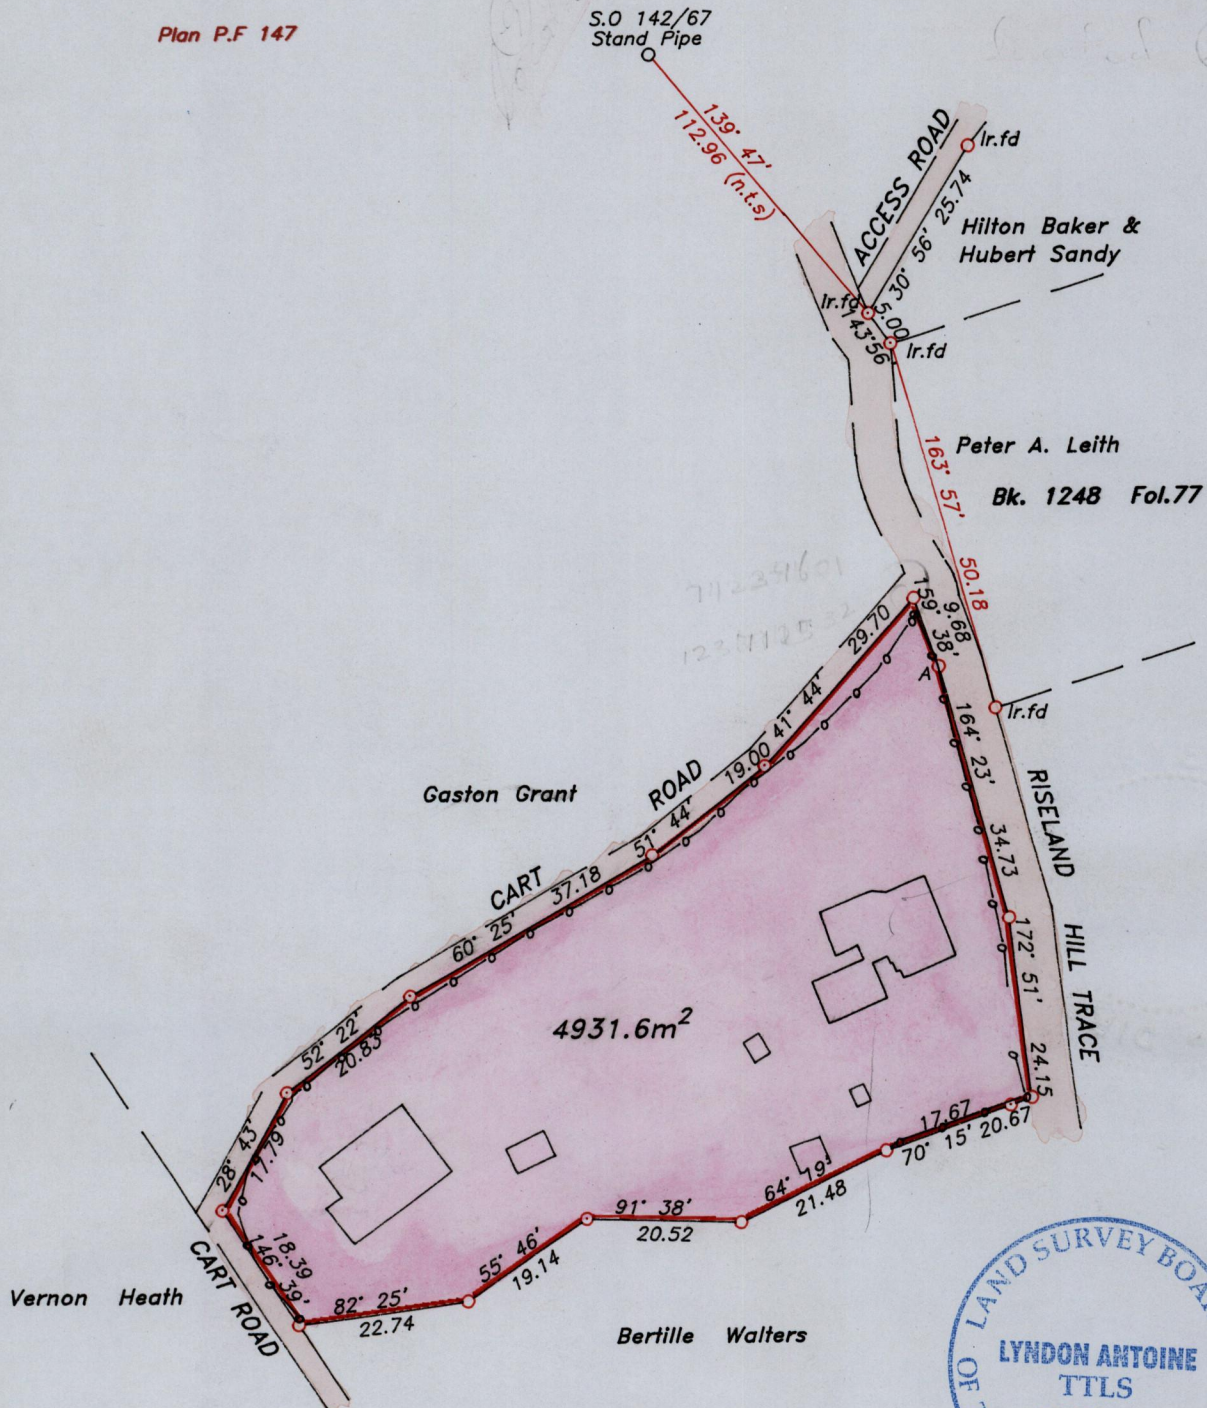 Plan P.F 147
S.O 142/67
Stand Pipe
139° 47'
112.96 (n.t.s)
ACCESS ROAD
Ir.fd
30° 56' 25.74
Hilton Baker &
Hubert Sandy
Ir.fd
5.00
143°56'
Ir.fd
Peter A. Leith
163° 57' 50.18
Bk. 1248 Fol.77
159° 38'
9.68
29.70
41° 44'
A
Ir.fd
164° 23'
34.73
RISELAND HILL TRACE
Gaston Grant
CART ROAD
19.00
51° 44'
37.18
60° 25'
172° 51'
24.15
4931.6m²
52° 22'
20.83
28° 43'
17.79
17.67
70° 15' 20.67
64° 19'
21.48
91° 38'
20.52
55° 46'
19.14
18.39
146° 39'
82° 25'
22.74
CART ROAD
Vernon Heath
Bertille Walters
LAND SURVEY BOA
OF
LYNDON ANTOINE
TTLS